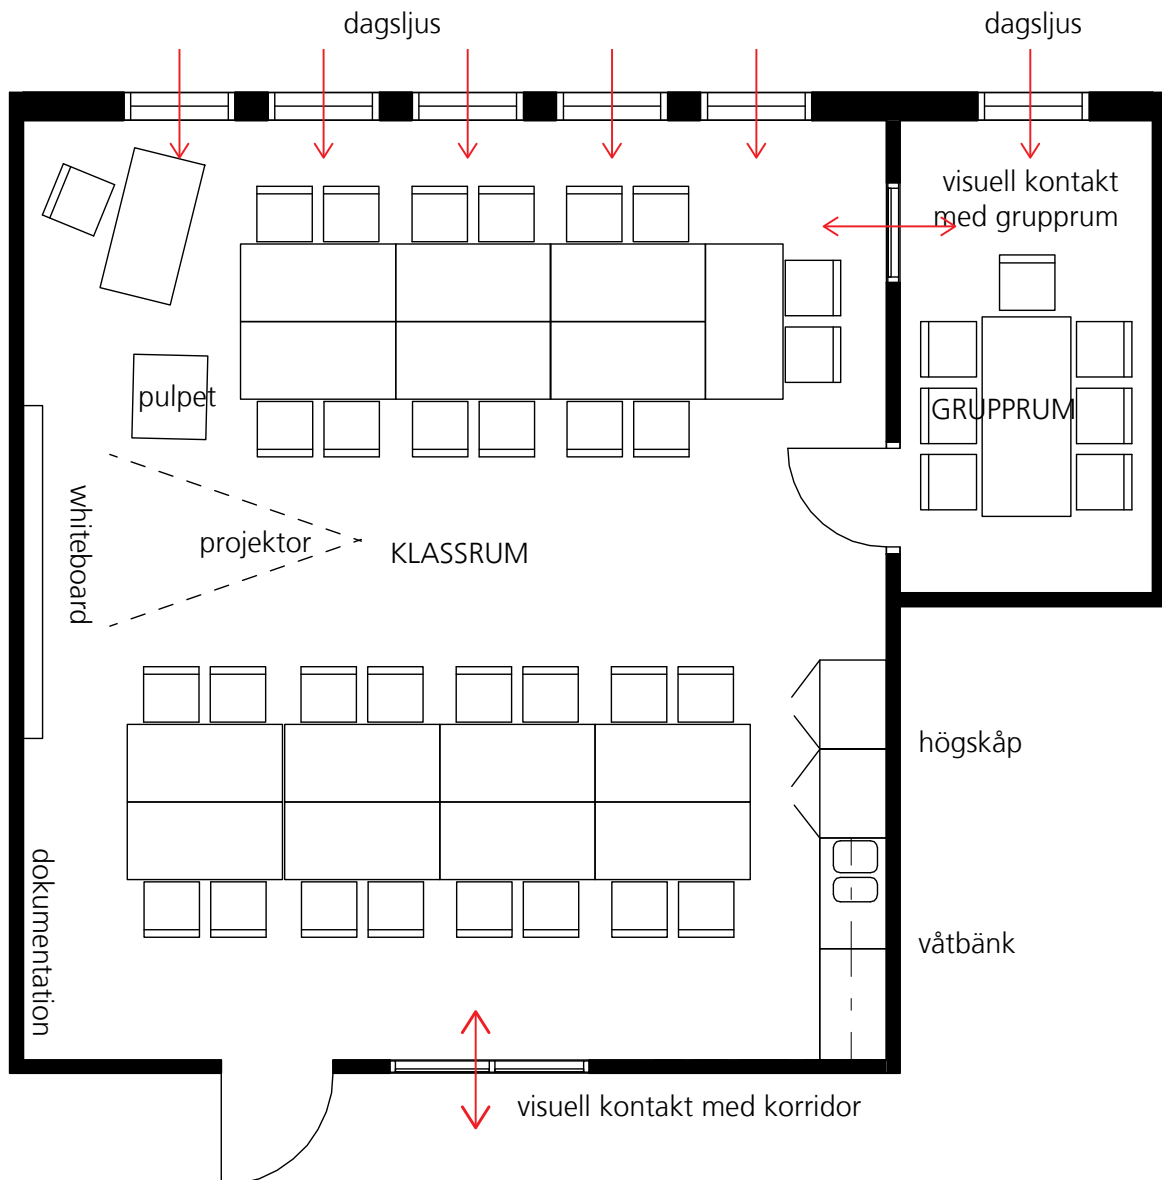 dagsljus
dagsljus
visuell kontakt
med grupprum
pulpet
GRUPPRUM
whiteboard
projektor
KLASSRUM
högskåp
dokumentation
våtbänk
visuell kontakt med korridor